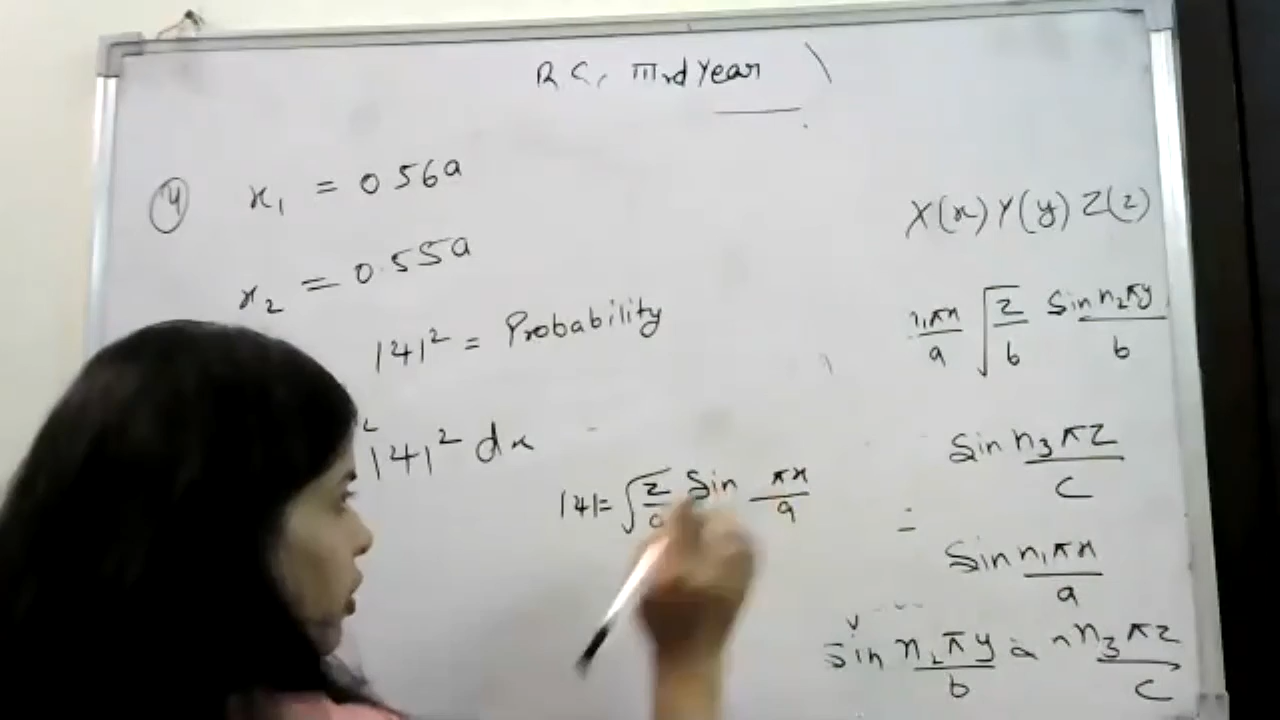 R C, IIIrd Year
(4) x₁ = 0 56a
x₂ = 0.55a
|ψ|² = Probability
|ψ|² dx
|ψ| = √2/a Sin πx/a
X(x) Y(y) Z(z)
n₁πx/a √2/b Sin n₂πy/b
Sin n₃πz/c
=
Sin n₁πx/a
Sin n₂πy/b n₃πz/c